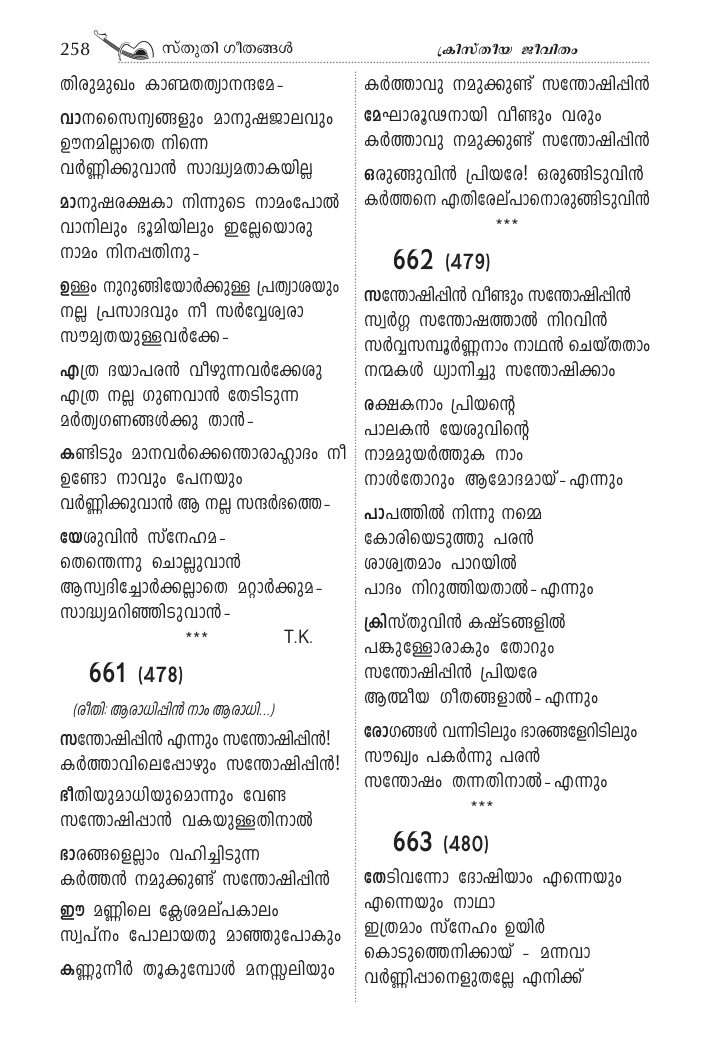 258 സ്തുതി ഗീതങ്ങൾ
ക്രിസ്തീയ ജീവിതം
തിരുമുഖം കാണ്മതത്യാനന്ദമേ-
വാനസൈന്യങ്ങളും മാനുഷജാലവും
ഊനമില്ലാതെ നിന്നെ
വർണ്ണിക്കുവാൻ സാദ്ധ്യമതാകയില്ല
മാനുഷരക്ഷകാ നിന്നുടെ നാമംപോൽ
വാനിലും ഭൂമിയിലും ഇല്ലേയൊരു
നാമം നിനപ്പതിനു-
ഉള്ളം നുറുങ്ങിയോർക്കുള്ള പ്രത്യാശയും
നല്ല പ്രസാദവും നീ സർവ്വേശ്വരാ
സൗമ്യതയുള്ളവർക്കേ-
എത്ര ദയാപരൻ വീഴുന്നവർക്കേശു
എത്ര നല്ല ഗുണവാൻ തേടിടുന്ന
മർത്യഗണങ്ങൾക്കു താൻ-
കണ്ടിടും മാനവർക്കെന്തൊരാഹ്ലാദം നീ
ഉണ്ടോ നാവും പേനയും
വർണ്ണിക്കുവാൻ ആ നല്ല സന്ദർഭത്തെ-
യേശുവിൻ സ്നേഹമ-
തെന്തെന്നു ചൊല്ലുവാൻ
ആസ്വദിച്ചോർക്കല്ലാതെ മറ്റാർക്കുമ-
സാദ്ധ്യമറിഞ്ഞിടുവാൻ-
*** T.K.
661 (478)
(രീതി: ആരാധിപ്പിൻ നാം ആരാധി...)
സന്തോഷിപ്പിൻ എന്നും സന്തോഷിപ്പിൻ!
കർത്താവിലെപ്പോഴും സന്തോഷിപ്പിൻ!
ഭീതിയുമാധിയുമൊന്നും വേണ്ട
സന്തോഷിപ്പാൻ വകയുള്ളതിനാൽ
ഭാരങ്ങളെല്ലാം വഹിച്ചിടുന്ന
കർത്തൻ നമുക്കുണ്ട് സന്തോഷിപ്പിൻ
ഈ മണ്ണിലെ ക്ലേശമല്പകാലം
സ്വപ്നം പോലായതു മാഞ്ഞുപോകും
കണ്ണുനീർ തൂകുമ്പോൾ മനസ്സലിയും
കർത്താവു നമുക്കുണ്ട് സന്തോഷിപ്പിൻ
മേഘാരൂഢനായി വീണ്ടും വരും
കർത്താവു നമുക്കുണ്ട് സന്തോഷിപ്പിൻ
ഒരുങ്ങുവിൻ പ്രിയരേ! ഒരുങ്ങിടുവിൻ
കർത്തനെ എതിരേല്പാനൊരുങ്ങിടുവിൻ
***
662 (479)
സന്തോഷിപ്പിൻ വീണ്ടും സന്തോഷിപ്പിൻ
സ്വർഗ്ഗ സന്തോഷത്താൽ നിറവിൻ
സർവ്വസമ്പൂർണ്ണനാം നാഥൻ ചെയ്തതാം
നന്മകൾ ധ്യാനിച്ചു സന്തോഷിക്കാം
രക്ഷകനാം പ്രിയന്റെ
പാലകൻ യേശുവിന്റെ
നാമമുയർത്തുക നാം
നാൾതോറും ആമോദമായ്-എന്നും
പാപത്തിൽ നിന്നു നമ്മെ
കോരിയെടുത്തു പരൻ
ശാശ്വതമാം പാറയിൽ
പാദം നിറുത്തിയതാൽ-എന്നും
ക്രിസ്തുവിൻ കഷ്ടങ്ങളിൽ
പങ്കുള്ളോരാകും തോറും
സന്തോഷിപ്പിൻ പ്രിയരേ
ആത്മീയ ഗീതങ്ങളാൽ-എന്നും
രോഗങ്ങൾ വന്നിടിലും ഭാരങ്ങളേറിടിലും
സൗഖ്യം പകർന്നു പരൻ
സന്തോഷം തന്നതിനാൽ-എന്നും
***
663 (480)
തേടിവന്നോ ദോഷിയാം എന്നെയും
എന്നെയും നാഥാ
ഇത്രമാം സ്നേഹം ഉയിർ
കൊടുത്തെനിക്കായ് - മന്നവാ
വർണ്ണിപ്പാനെളുതല്ലേ എനിക്ക്